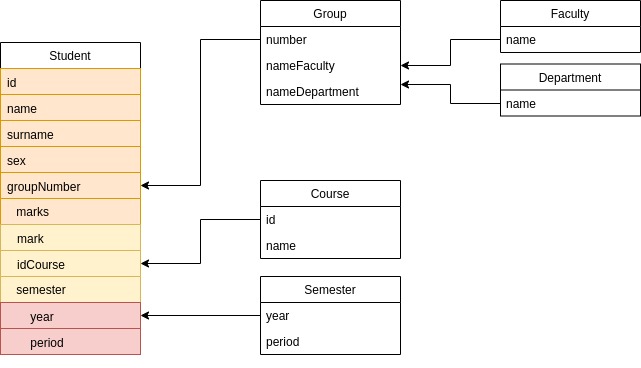 Student
id
name
surname
sex
groupNumber
marks
mark
idCourse
semester
year
period
Group
number
nameFaculty
nameDepartment
Course
id
name
Semester
year
period
Faculty
name
Department
name